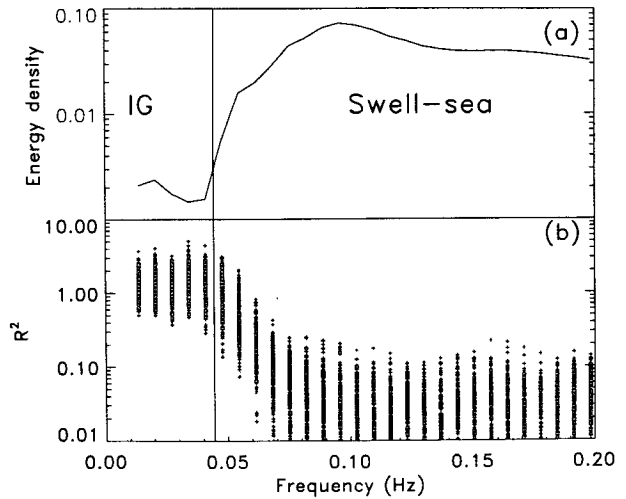 0.10
(a)
IG
Swell-sea
0.01
Energy density
10.00
(b)
1.00
R²
0.10
0.01
0.00 0.05 0.10 0.15 0.20
Frequency (Hz)